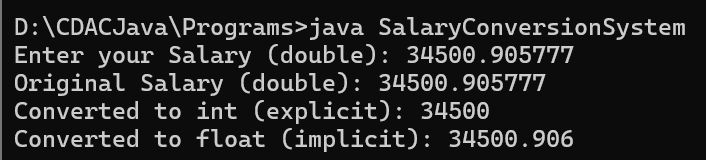 D:\CDACJava\Programs>java SalaryConversionSystem
Enter your Salary (double): 34500.905777
Original Salary (double): 34500.905777
Converted to int (explicit): 34500
Converted to float (implicit): 34500.906